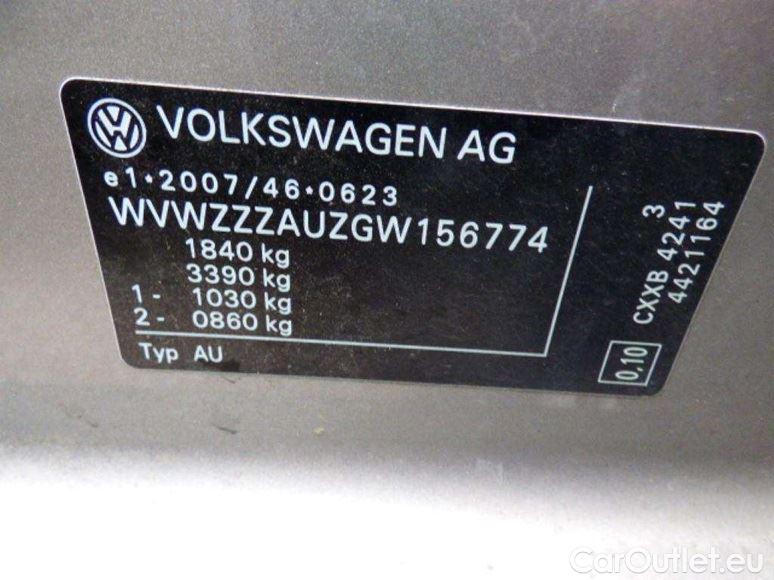 VW VOLKSWAGEN AG
e1*2007/46*0623
WVWZZZAUZGW156774
1840 kg
3390 kg
1- 1030 kg
2- 0860 kg
Typ AU
3
CXXB 4241
4421164
0,10
CarOutlet.eu